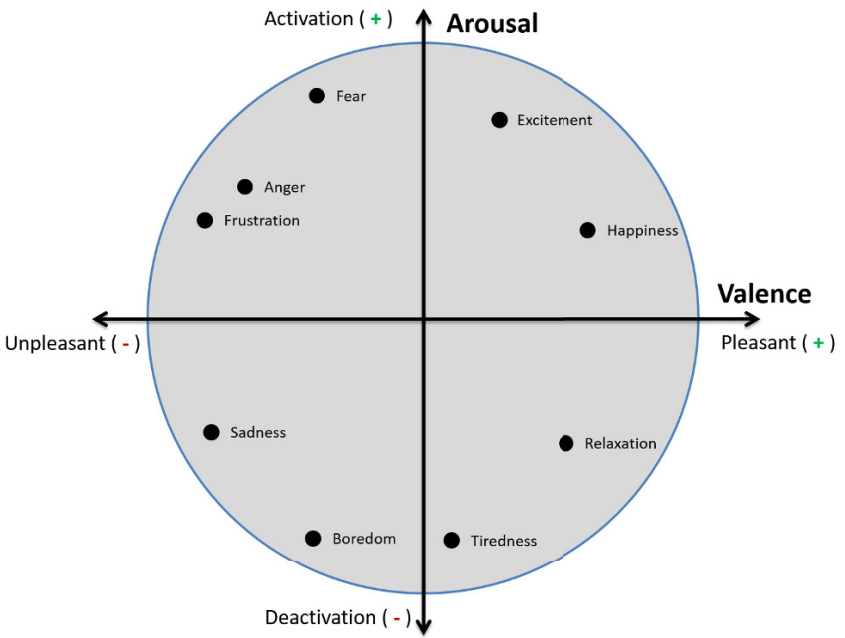 Activation ( + )
Arousal
Fear
Excitement
Anger
Frustration
Happiness
Valence
Unpleasant ( - )
Pleasant ( + )
Sadness
Relaxation
Boredom
Tiredness
Deactivation ( - )